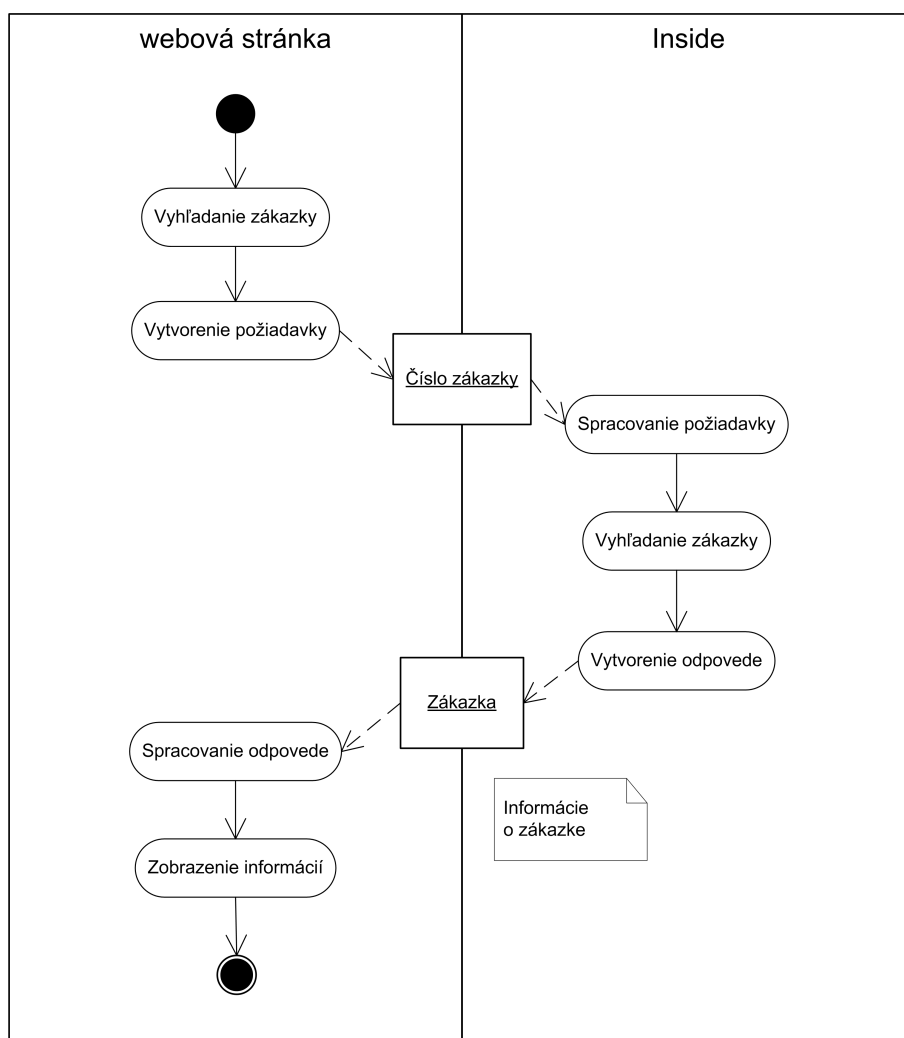 webová stránka
Inside
Vyhľadanie zákazky
Vytvorenie požiadavky
Číslo zákazky
Spracovanie požiadavky
Vyhľadanie zákazky
Vytvorenie odpovede
Zákazka
Spracovanie odpovede
Informácie
o zákazke
Zobrazenie informácií